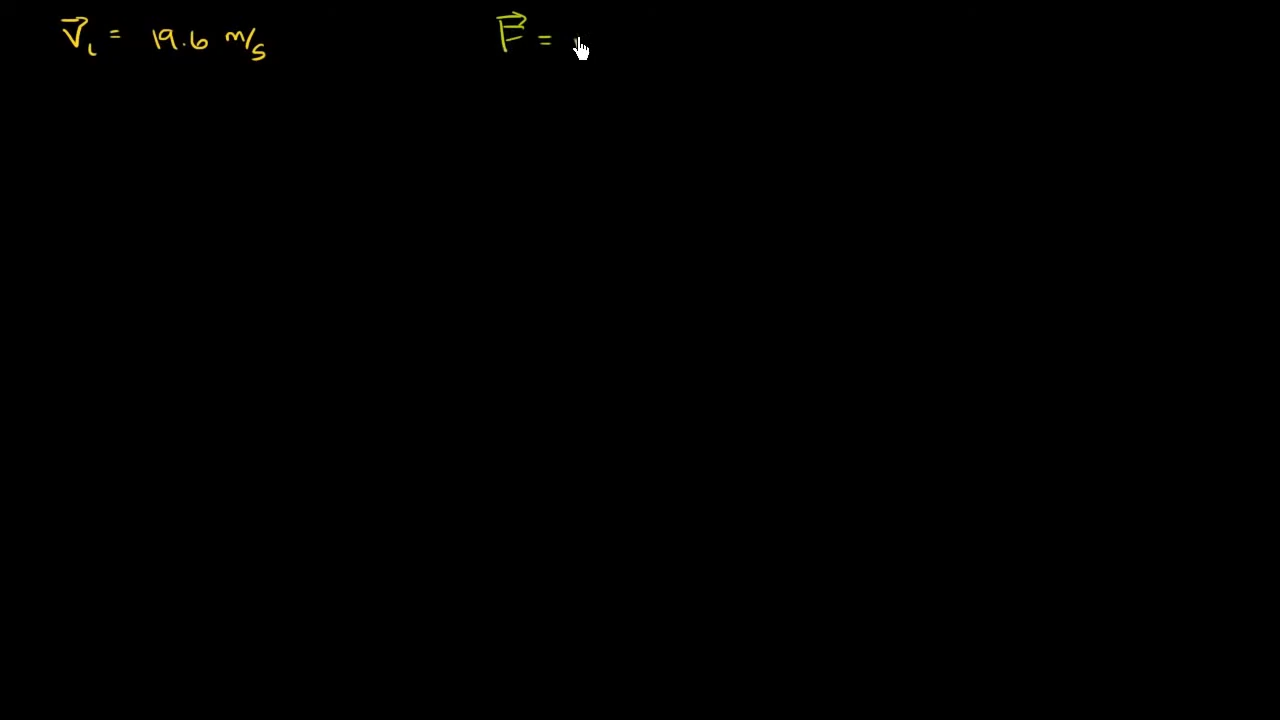 v⃗ᵢ = 19.6 m/s
F⃗ =